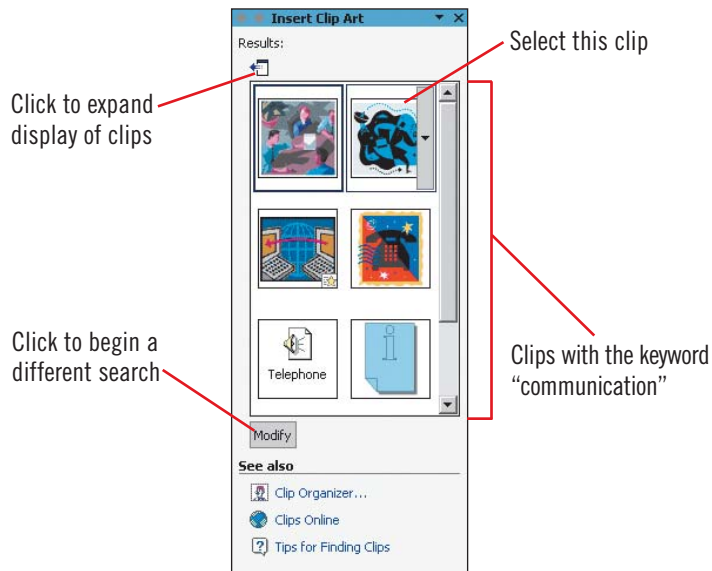 Insert Clip Art
Results:
Select this clip
Click to expand
display of clips
Click to begin a
different search
Telephone
i
Clips with the keyword
“communication”
Modify
See also
Clip Organizer...
Clips Online
Tips for Finding Clips